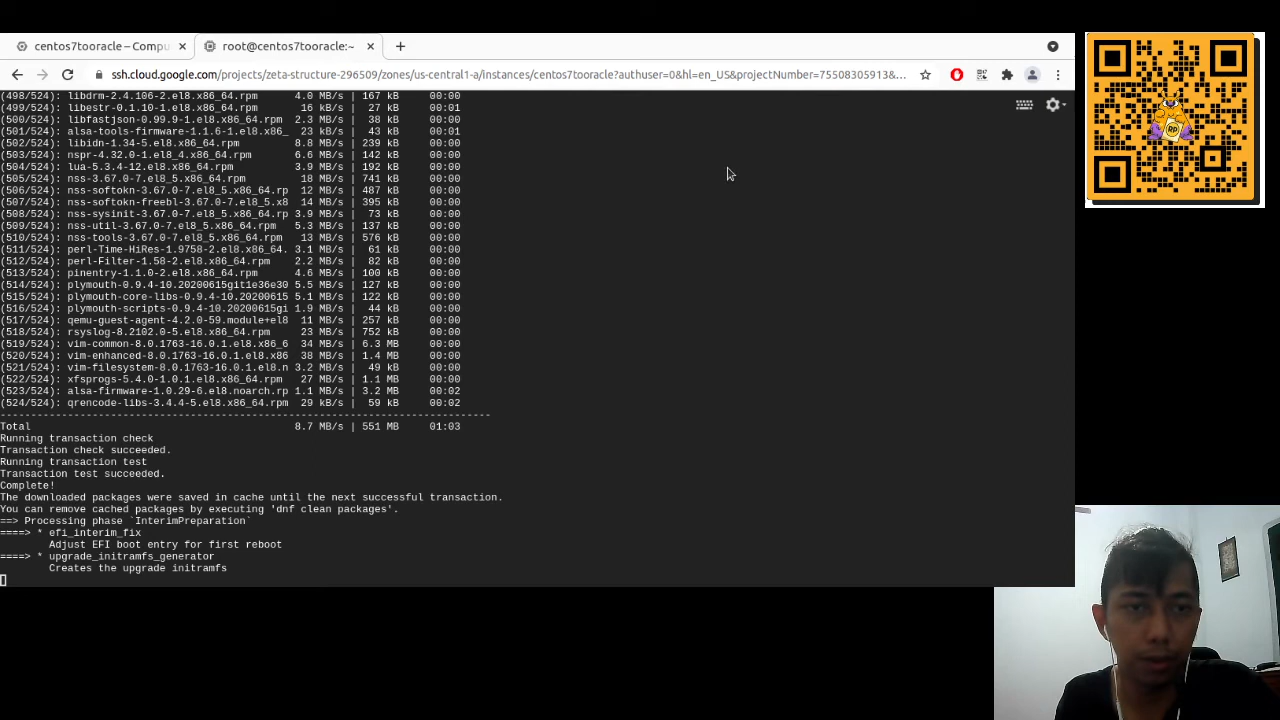 centos7tooracle – Compu
root@centos7tooracle:~
ssh.cloud.google.com/projects/zeta-structure-296509/zones/us-central1-a/instances/centos7tooracle?authuser=0&hl=en_US&projectNumber=75508305913&...
(498/524): libdrm-2.4.106-2.el8.x86_64.rpm 4.0 MB/s | 167 kB 00:00
(499/524): libestr-0.1.10-1.el8.x86_64.rpm 16 kB/s | 27 kB 00:01
(500/524): libfastjson-0.99.9-1.el8.x86_64.rpm 2.3 MB/s | 38 kB 00:00
(501/524): alsa-tools-firmware-1.1.6-1.el8.x86_ 23 kB/s | 43 kB 00:01
(502/524): libidn-1.34-5.el8.x86_64.rpm 8.8 MB/s | 239 kB 00:00
(503/524): nspr-4.32.0-1.el8_4.x86_64.rpm 6.6 MB/s | 142 kB 00:00
(504/524): lua-5.3.4-12.el8.x86_64.rpm 3.9 MB/s | 192 kB 00:00
(505/524): nss-3.67.0-7.el8_5.x86_64.rpm 18 MB/s | 741 kB 00:00
(506/524): nss-softokn-3.67.0-7.el8_5.x86_64.rp 12 MB/s | 487 kB 00:00
(507/524): nss-softokn-freebl-3.67.0-7.el8_5.x8 14 MB/s | 395 kB 00:00
(508/524): nss-sysinit-3.67.0-7.el8_5.x86_64.rp 3.9 MB/s | 73 kB 00:00
(509/524): nss-util-3.67.0-7.el8_5.x86_64.rpm 5.3 MB/s | 137 kB 00:00
(510/524): nss-tools-3.67.0-7.el8_5.x86_64.rpm 13 MB/s | 576 kB 00:00
(511/524): perl-Time-HiRes-1.9758-2.el8.x86_64. 3.1 MB/s | 61 kB 00:00
(512/524): perl-Filter-1.58-2.el8.x86_64.rpm 2.2 MB/s | 82 kB 00:00
(513/524): pinentry-1.1.0-2.el8.x86_64.rpm 4.6 MB/s | 100 kB 00:00
(514/524): plymouth-0.9.4-10.20200615git1e36e30 5.5 MB/s | 127 kB 00:00
(515/524): plymouth-core-libs-0.9.4-10.20200615 5.1 MB/s | 122 kB 00:00
(516/524): plymouth-scripts-0.9.4-10.20200615gi 1.9 MB/s | 44 kB 00:00
(517/524): qemu-guest-agent-4.2.0-59.module+el8 11 MB/s | 257 kB 00:00
(518/524): rsyslog-8.2102.0-5.el8.x86_64.rpm 23 MB/s | 752 kB 00:00
(519/524): vim-common-8.0.1763-16.0.1.el8.x86_6 34 MB/s | 6.3 MB 00:00
(520/524): vim-enhanced-8.0.1763-16.0.1.el8.x86 38 MB/s | 1.4 MB 00:00
(521/524): vim-filesystem-8.0.1763-16.0.1.el8.n 3.2 MB/s | 49 kB 00:00
(522/524): xfsprogs-5.4.0-1.0.1.el8.x86_64.rpm 27 MB/s | 1.1 MB 00:00
(523/524): alsa-firmware-1.0.29-6.el8.noarch.rp 1.1 MB/s | 3.2 MB 00:02
(524/524): qrencode-libs-3.4.4-5.el8.x86_64.rpm 29 kB/s | 59 kB 00:02
--------------------------------------------------------------------------------
Total 8.7 MB/s | 551 MB 01:03
Running transaction check
Transaction check succeeded.
Running transaction test
Transaction test succeeded.
Complete!
The downloaded packages were saved in cache until the next successful transaction.
You can remove cached packages by executing 'dnf clean packages'.
==> Processing phase `InterimPreparation`
====> * efi_interim_fix
Adjust EFI boot entry for first reboot
====> * upgrade_initramfs_generator
Creates the upgrade initramfs
RP